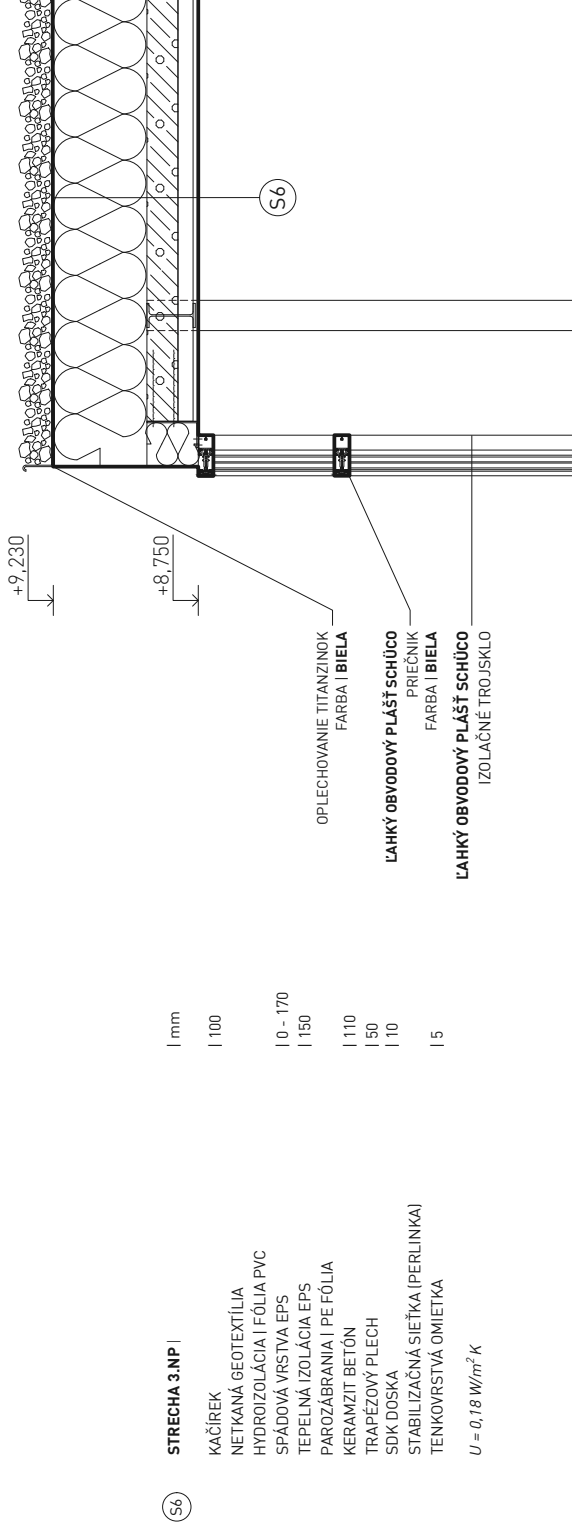 S6
STRECHA 3.NP | | mm
KAČÍREK | 100
NETKANÁ GEOTEXTÍLIA
HYDROIZOLÁCIA | FÓLIA PVC
SPÁDOVÁ VRSTVA EPS | 0 - 170
TEPELNÁ IZOLÁCIA EPS | 150
PAROZÁBRANIA | PE FÓLIA
KERAMZIT BETÓN | 110
TRAPÉZOVÝ PLECH | 50
SDK DOSKA | 10
STABILIZAČNÁ SIEŤKA (PERLINKA)
TENKOVRSTVÁ OMIETKA | 5
U = 0,18 W/m² K
+9,230
+8,750
OPLECHOVANIE TITANZINOK
FARBA | BIELA
ĽAHKÝ OBVODOVÝ PLÁŠŤ SCHÜCO
PRIEČNIK
FARBA | BIELA
ĽAHKÝ OBVODOVÝ PLÁŠŤ SCHÜCO
IZOLAČNÉ TROJSKLO
S6